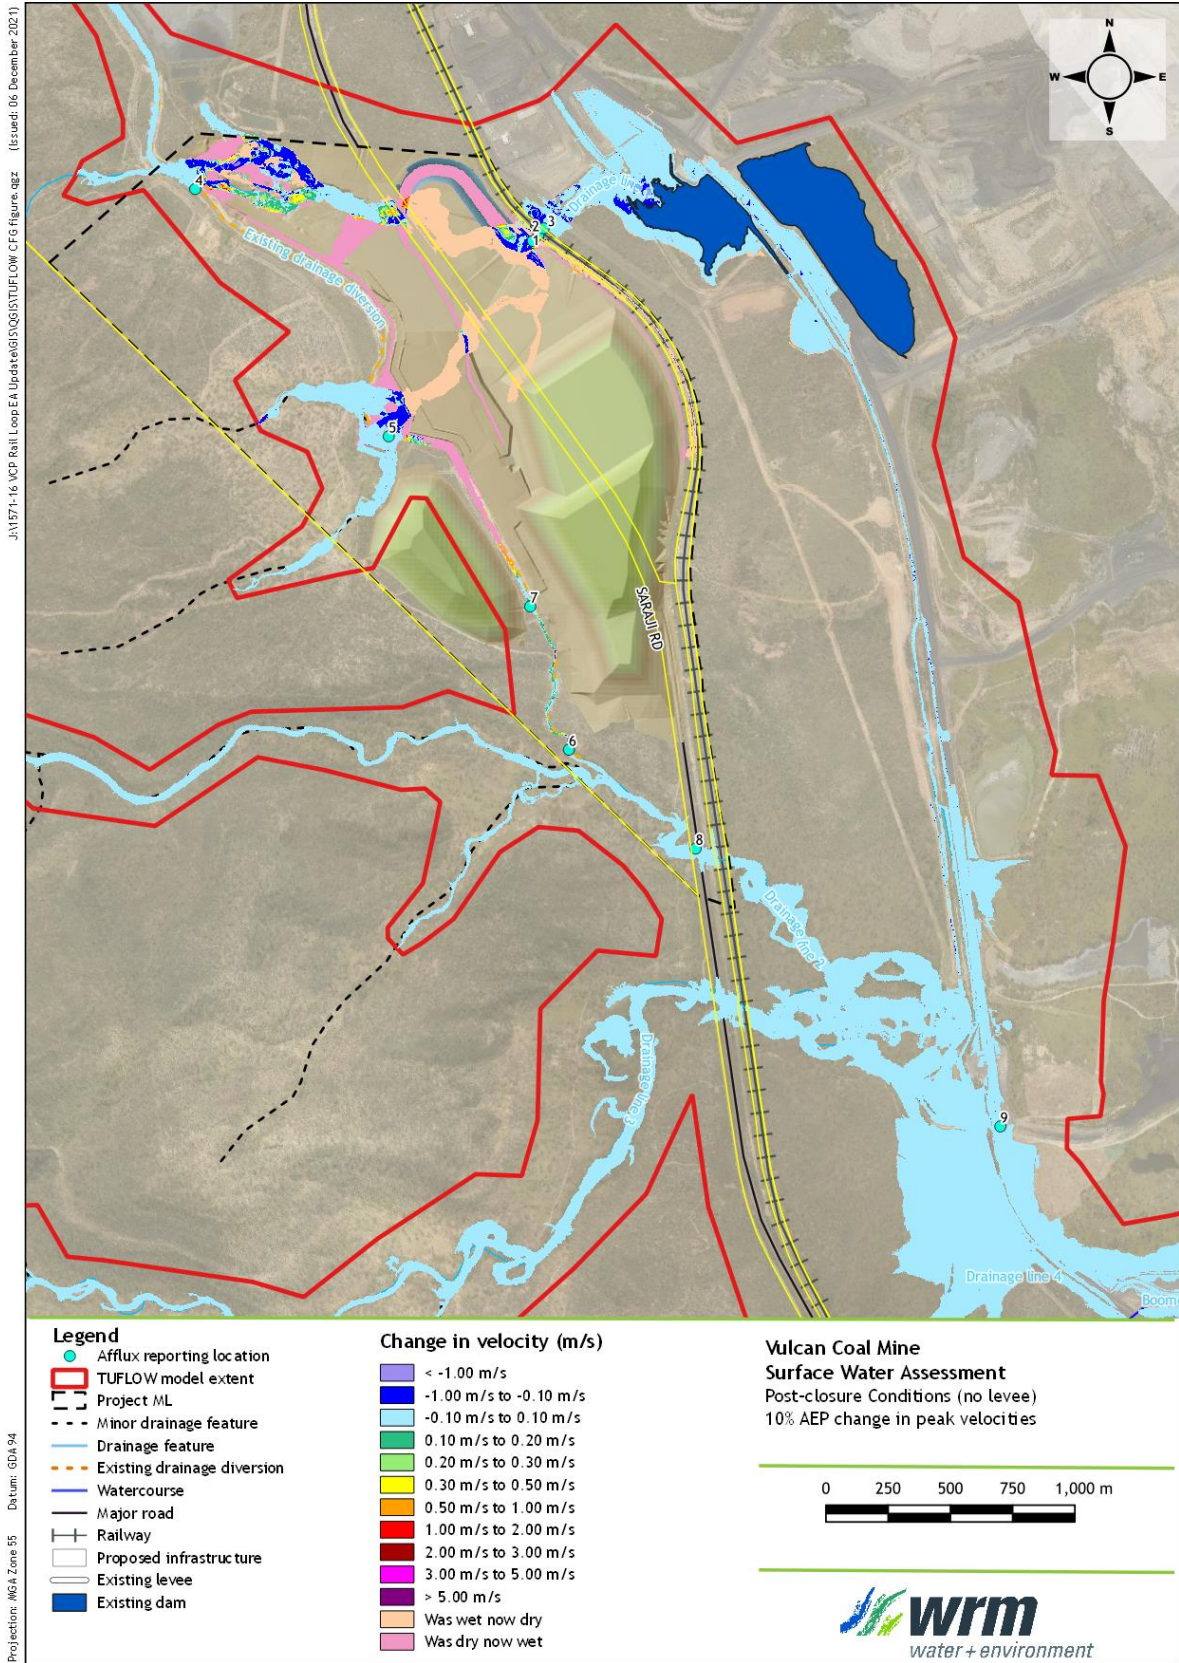 J:\1571-16 VCP Rail Loop EA Update\GIS\QGIS\TUFLOW CFG figure.qgz (Issued: 06 December 2021)
N
W
E
S
4
3
2
1
Drainage line
Existing drainage diversion
5
7
SARAJI RD
6
8
Drainage line 2
Drainage line 3
9
Drainage line 4
Boom
Projection: MGA Zone 55 Datum: GDA 94
Legend
Afflux reporting location
TUFLOW model extent
Project ML
Minor drainage feature
Drainage feature
Existing drainage diversion
Watercourse
Major road
Railway
Proposed infrastructure
Existing levee
Existing dam
Change in velocity (m/s)
< -1.00 m/s
-1.00 m/s to -0.10 m/s
-0.10 m/s to 0.10 m/s
0.10 m/s to 0.20 m/s
0.20 m/s to 0.30 m/s
0.30 m/s to 0.50 m/s
0.50 m/s to 1.00 m/s
1.00 m/s to 2.00 m/s
2.00 m/s to 3.00 m/s
3.00 m/s to 5.00 m/s
> 5.00 m/s
Was wet now dry
Was dry now wet
Vulcan Coal Mine
Surface Water Assessment
Post-closure Conditions (no levee)
10% AEP change in peak velocities
0 250 500 750 1,000 m
wrm
water + environment